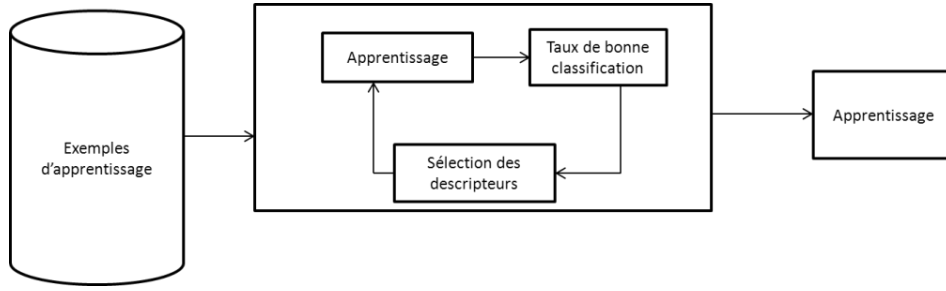 Exemples
d'apprentissage
Apprentissage
Taux de bonne
classification
Sélection des
descripteurs
Apprentissage